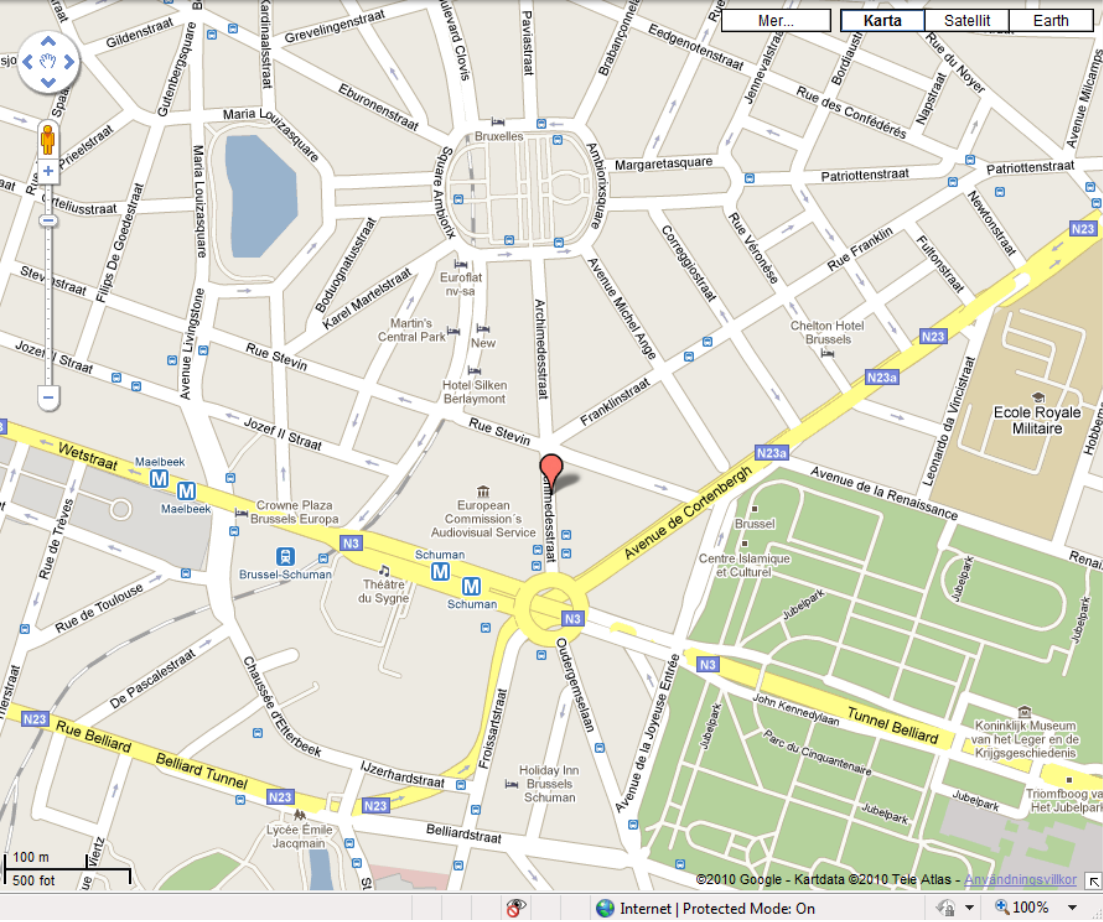 Mer...
Karta
Satellit
Earth
Gildenstraat
Grevelingenstraat
Kardinaalsstraat
Gutenbergsquare
Boulevard Clovis
Paviastraat
Brabançonnelaan
Eedgenotenstraat
Jennevalstraat
Rue du Noyer
Avenue Milcamps
Napstraat
Rue des Confédérés
Eburonenstraat
Maria Louizasquare
Maria Louizasquare
Prieelstraat
Bruxelles
Square Ambiorix
Ambiorixsquare
Margaretasquare
Patriottenstraat
Patriottenstraat
Filips De Goedestraat
Newtonstraat
N23
Rue Véronèse
Correggiostraat
Rue Franklin
Fultonstraat
Boduognatusstraat
Karel Martelstraat
Euroflat
nv-sa
Avenue Michel Ange
Archimedesstraat
Avenue Livingstone
Martin's
Central Park
New
Chelton Hotel
Brussels
N23
N23a
Jozef II Straat
Rue Stevin
Hotel Silken
Berlaymont
Franklinstraat
Leonardo da Vincistraat
Ecole Royale
Militaire
Jozef II Straat
Rue Stevin
N23a
Wetstraat
Maelbeek
M
M
Maelbeek
Avenue de la Renaissance
Crowne Plaza
Brussels Europa
European
Commission´s
Audiovisual Service
Avenue de Cortenbergh
Brussel
Centre Islamique
et Culturel
Rue de Trèves
N3
Brussel-Schuman
Schuman
M
M
Schuman
Théâtre
du Sygne
Jubelpark
Jubelpark
Jubelpark
Rue de Toulouse
N3
N3
De Pascalestraat
Chaussée d'Etterbeek
Oudergemselaan
Froissartstraat
Avenue de la Joyeuse Entrée
John Kennedylaan
Tunnel Belliard
Jubelpark
Parc du Cinquantenaire
Koninklijk Museum
van het Leger en de
Krijgsgeschiedenis
N23
Rue Belliard
Belliard Tunnel
IJzerhardstraat
Holiday Inn
Brussels
Schuman
N23
N23
Jubelpark
Jubelpark
Triomfboog va
Het Jubelpark
Lycée Émile
Jacqmain
Belliardstraat
100 m
500 fot
©2010 Google - Kartdata ©2010 Tele Atlas - Användningsvillkor
Internet | Protected Mode: On
100%